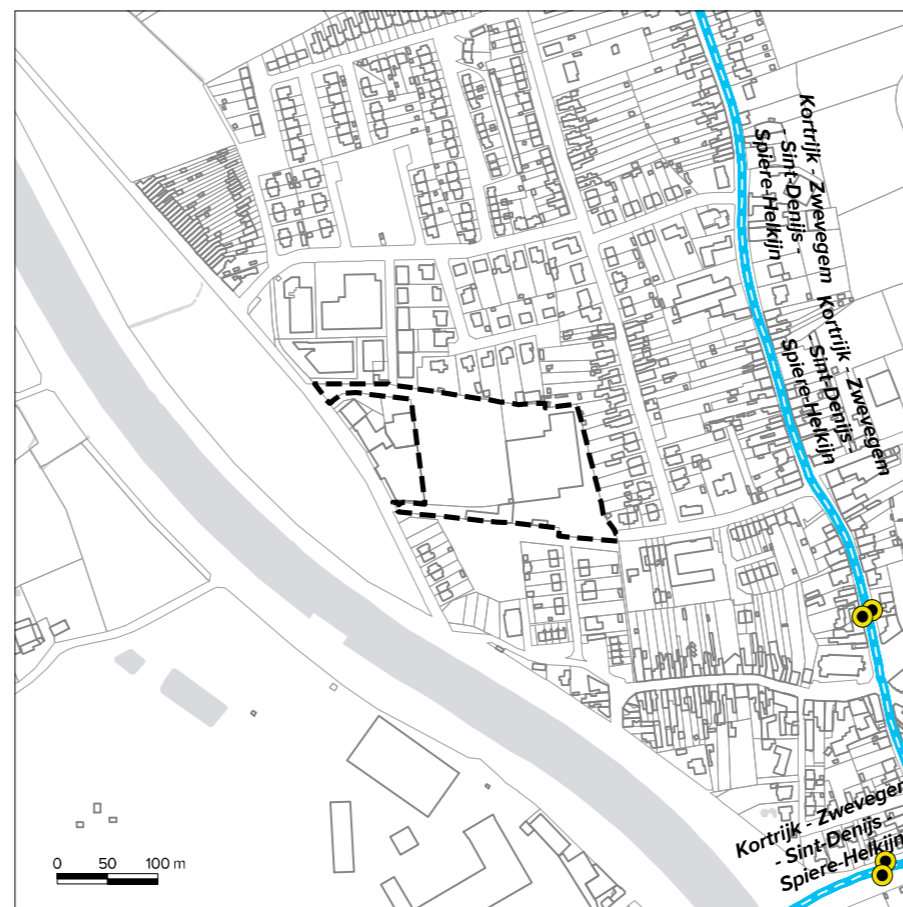 Kortrijk - Zwevegem
- Sint-Denijs -
Spiere-Helkijn
Kortrijk - Zwevegem
- Sint-Denijs -
Spiere-Helkijn
Kortrijk - Zwevegem
- Sint-Denijs -
Spiere-Helkijn
0 50 100 m